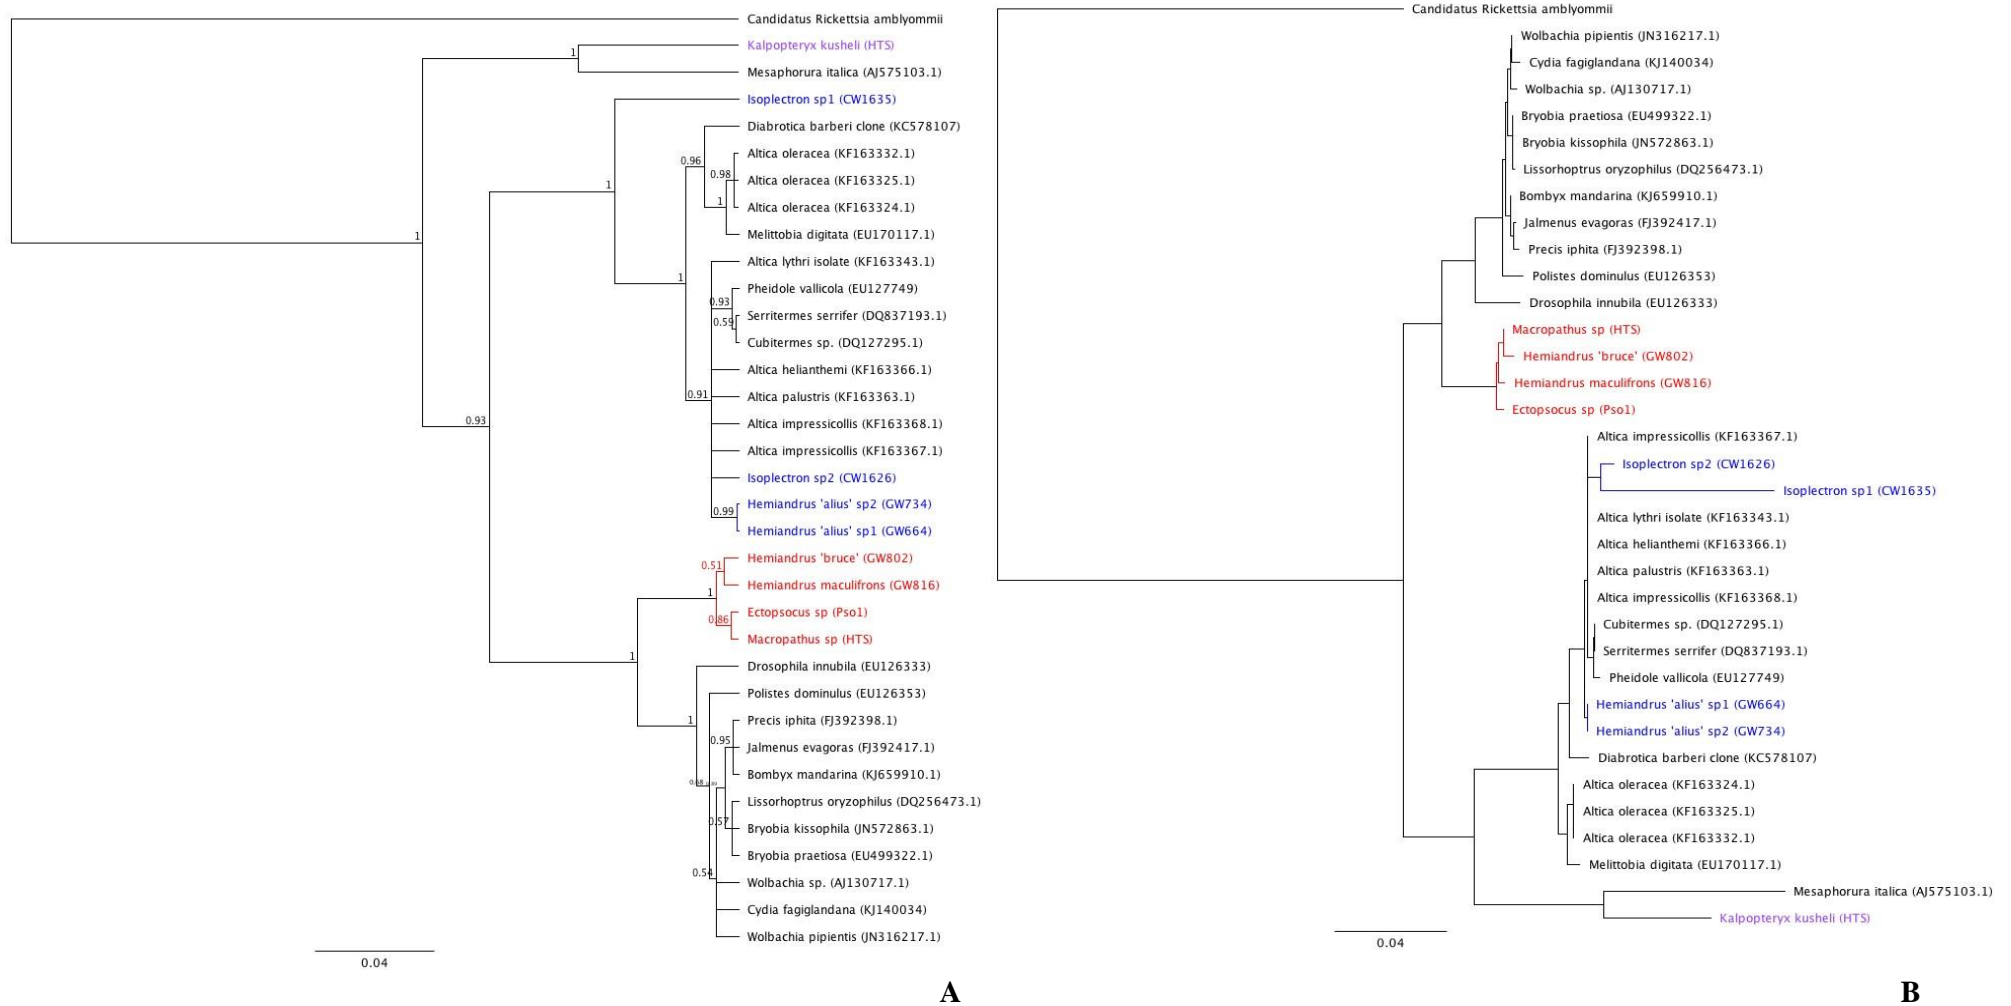 Candidatus Rickettsia amblyommii
Kalpopteryx kusheli (HTS)
1
Mesaphorura italica (AJ575103.1)
Isoplectron sp1 (CW1635)
Diabrotica barberi clone (KC578107)
Altica oleracea (KF163332.1)
0.96
0.98
Altica oleracea (KF163325.1)
1
1
Altica oleracea (KF163324.1)
Melittobia digitata (EU170117.1)
1
Altica lythri isolate (KF163343.1)
1
Pheidole vallicola (EU127749)
0.93
Serritermes serrifer (DQ837193.1)
0.59
Cubitermes sp. (DQ127295.1)
Altica helianthemi (KF163366.1)
0.91
Altica palustris (KF163363.1)
0.93
Altica impressicollis (KF163368.1)
Altica impressicollis (KF163367.1)
Isoplectron sp2 (CW1626)
Hemiandrus 'alius' sp2 (GW734)
0.99
Hemiandrus 'alius' sp1 (GW664)
Hemiandrus 'bruce' (GW802)
0.51
Hemiandrus maculifrons (GW816)
1
Ectopsocus sp (Pso1)
0.86
Macropathus sp (HTS)
1
Drosophila innubila (EU126333)
Polistes dominulus (EU126353)
1
Precis iphita (FJ392398.1)
0.95
Jalmenus evagoras (FJ392417.1)
Bombyx mandarina (KJ659910.1)
Lissorhoptrus oryzophilus (DQ256473.1)
0.57
Bryobia kissophila (JN572863.1)
Bryobia praetiosa (EU499322.1)
0.54
Wolbachia sp. (AJ130717.1)
Cydia fagiglandana (KJ140034)
Wolbachia pipientis (JN316217.1)
0.04
A
Candidatus Rickettsia amblyommii
Wolbachia pipientis (JN316217.1)
Cydia fagiglandana (KJ140034)
Wolbachia sp. (AJ130717.1)
Bryobia praetiosa (EU499322.1)
Bryobia kissophila (JN572863.1)
Lissorhoptrus oryzophilus (DQ256473.1)
Bombyx mandarina (KJ659910.1)
Jalmenus evagoras (FJ392417.1)
Precis iphita (FJ392398.1)
Polistes dominulus (EU126353)
Drosophila innubila (EU126333)
Macropathus sp (HTS)
Hemiandrus 'bruce' (GW802)
Hemiandrus maculifrons (GW816)
Ectopsocus sp (Pso1)
Altica impressicollis (KF163367.1)
Isoplectron sp2 (CW1626)
Isoplectron sp1 (CW1635)
Altica lythri isolate (KF163343.1)
Altica helianthemi (KF163366.1)
Altica palustris (KF163363.1)
Altica impressicollis (KF163368.1)
Cubitermes sp. (DQ127295.1)
Serritermes serrifer (DQ837193.1)
Pheidole vallicola (EU127749)
Hemiandrus 'alius' sp1 (GW664)
Hemiandrus 'alius' sp2 (GW734)
Diabrotica barberi clone (KC578107)
Altica oleracea (KF163324.1)
Altica oleracea (KF163325.1)
Altica oleracea (KF163332.1)
Melittobia digitata (EU170117.1)
Mesaphorura italica (AJ575103.1)
Kalpopteryx kusheli (HTS)
0.04
B